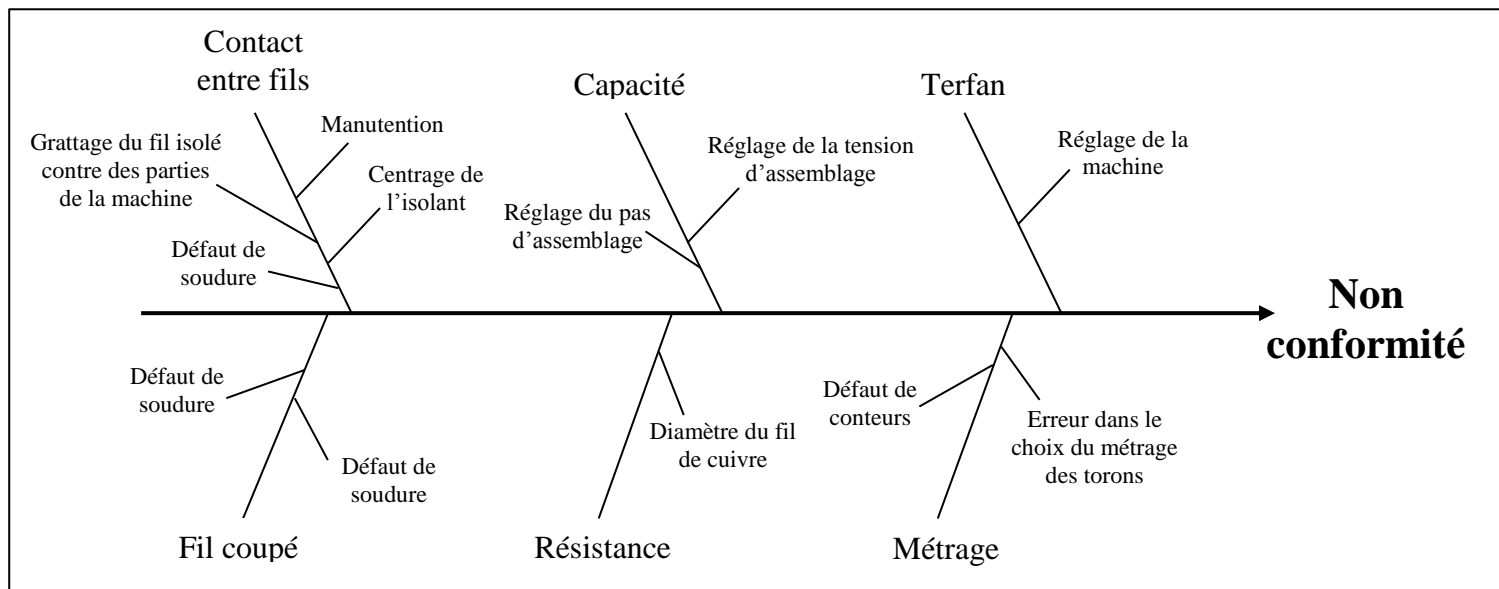 Contact
entre fils
Capacité
Terfan
Manutention
Grattage du fil isolé
contre des parties
de la machine
Centrage de
l’isolant
Défaut de
soudure
Réglage de la tension
d’assemblage
Réglage du pas
d’assemblage
Réglage de la
machine
Non
conformité
Défaut de
soudure
Défaut de
soudure
Diamètre du fil
de cuivre
Défaut de
conteurs
Erreur dans le
choix du métrage
des torons
Fil coupé
Résistance
Métrage